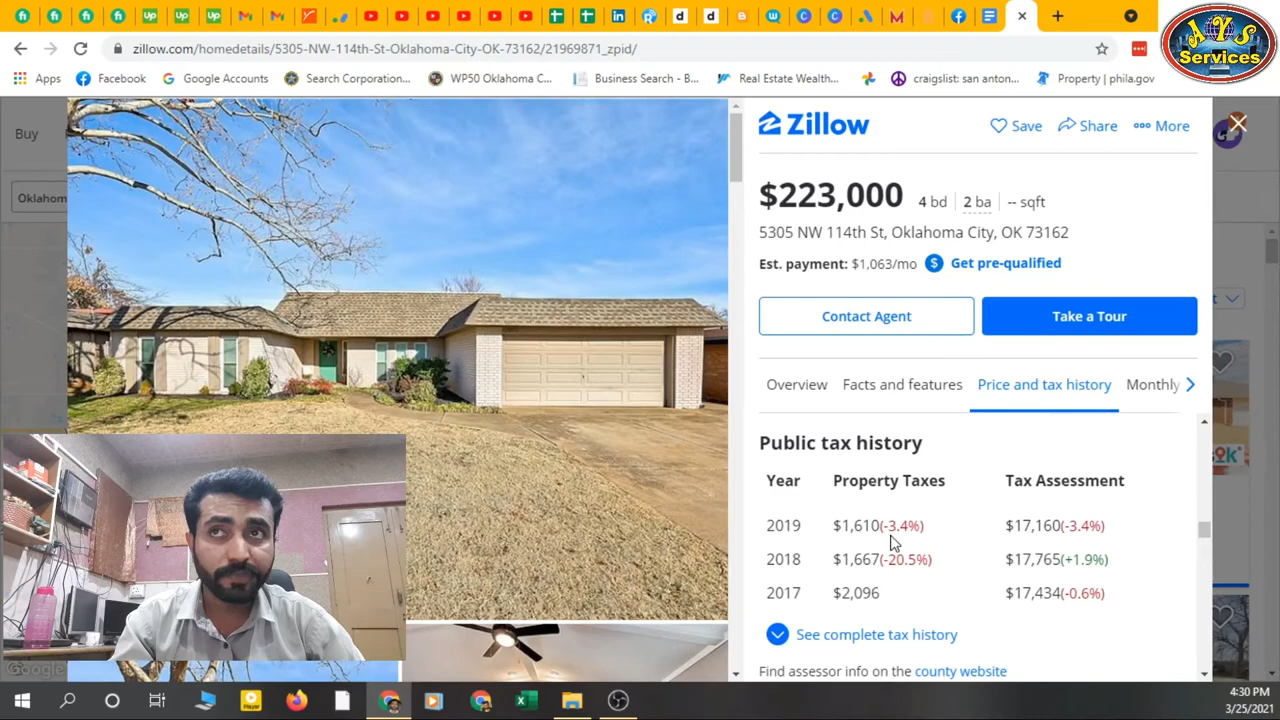 AYS
Services
zillow.com/homedetails/5305-NW-114th-St-Oklahoma-City-OK-73162/21969871_zpid/
Apps
Facebook
Google Accounts
Search Corporation...
WP50 Oklahoma C...
Business Search - B...
Real Estate Wealth...
craigslist: san anton...
Property | phila.gov
Buy
Oklahom
Zillow
Save
Share
More
$223,000 4 bd 2 ba -- sqft
5305 NW 114th St, Oklahoma City, OK 73162
Est. payment: $1,063/mo $ Get pre-qualified
Contact Agent
Take a Tour
Overview Facts and features Price and tax history Monthly
Public tax history
Year Property Taxes Tax Assessment
2019 $1,610(-3.4%) $17,160(-3.4%)
2018 $1,667(-20.5%) $17,765(+1.9%)
2017 $2,096 $17,434(-0.6%)
See complete tax history
Find assessor info on the county website
Google
4:30 PM
3/25/2021